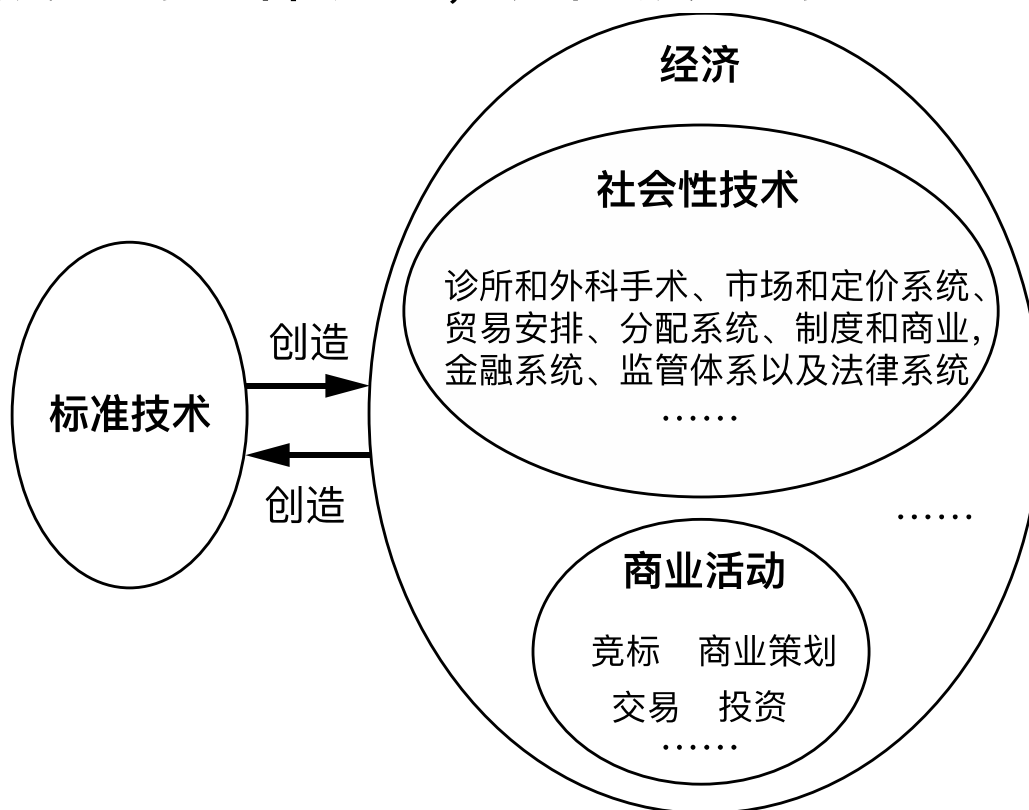 经济
社会性技术
诊所和外科手术、市场和定价系统、
贸易安排、分配系统、制度和商业,
金融系统、监管体系以及法律系统
……
创造
标准技术
创造
……
商业活动
竞标 商业策划
交易 投资
……